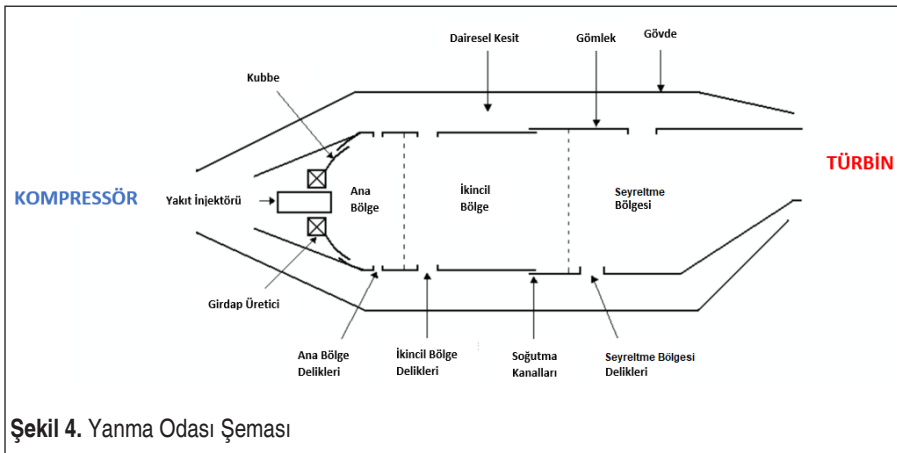 Dairesel Kesit
Gömlek
Gövde
Kubbe
TÜRBİN
KOMPRESSÖR
Yakıt İnjektörü
Ana
Bölge
İkincil
Bölge
Seyreltme
Bölgesi
Girdap Üretici
Ana Bölge
Delikleri
İkincil Bölge
Delikleri
Soğutma
Kanalları
Seyreltme Bölgesi
Delikleri
Şekil 4. Yanma Odası Şeması